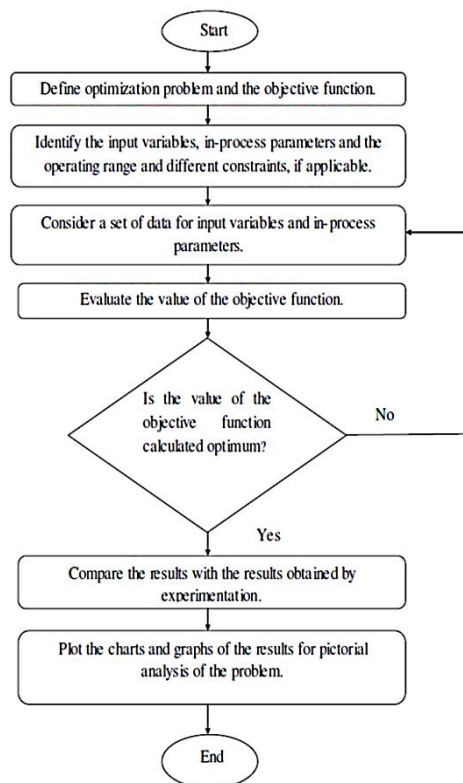 Start
Define optimization problem and the objective function.
Identify the input variables, in-process parameters and the
operating range and different constraints, if applicable.
Consider a set of data for input variables and in-process
parameters.
Evaluate the value of the objective function.
Is the value of the
objective function
calculated optimum?
No
Yes
Compare the results with the results obtained by
experimentation.
Plot the charts and graphs of the results for pictorial
analysis of the problem.
End